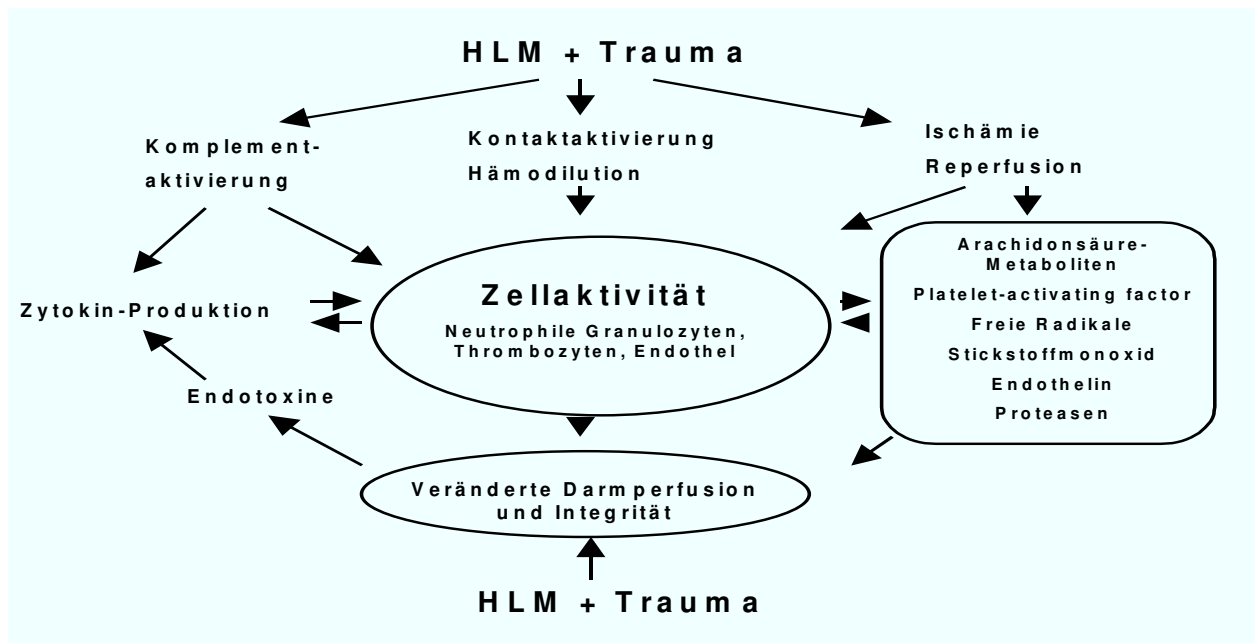 HLM + Trauma
Komplement-
aktivierung
Kontaktaktivierung
Hämodilution
Ischämie
Reperfusion
Zytokin-Produktion
Zellaktivität
Neutrophile Granulozyten,
Thrombozyten, Endothel
Arachidonsäure-
Metaboliten
Platelet-activating factor
Freie Radikale
Stickstoffmonoxid
Endothelin
Proteasen
Endotoxine
Veränderte Darmperfusion
und Integrität
HLM + Trauma